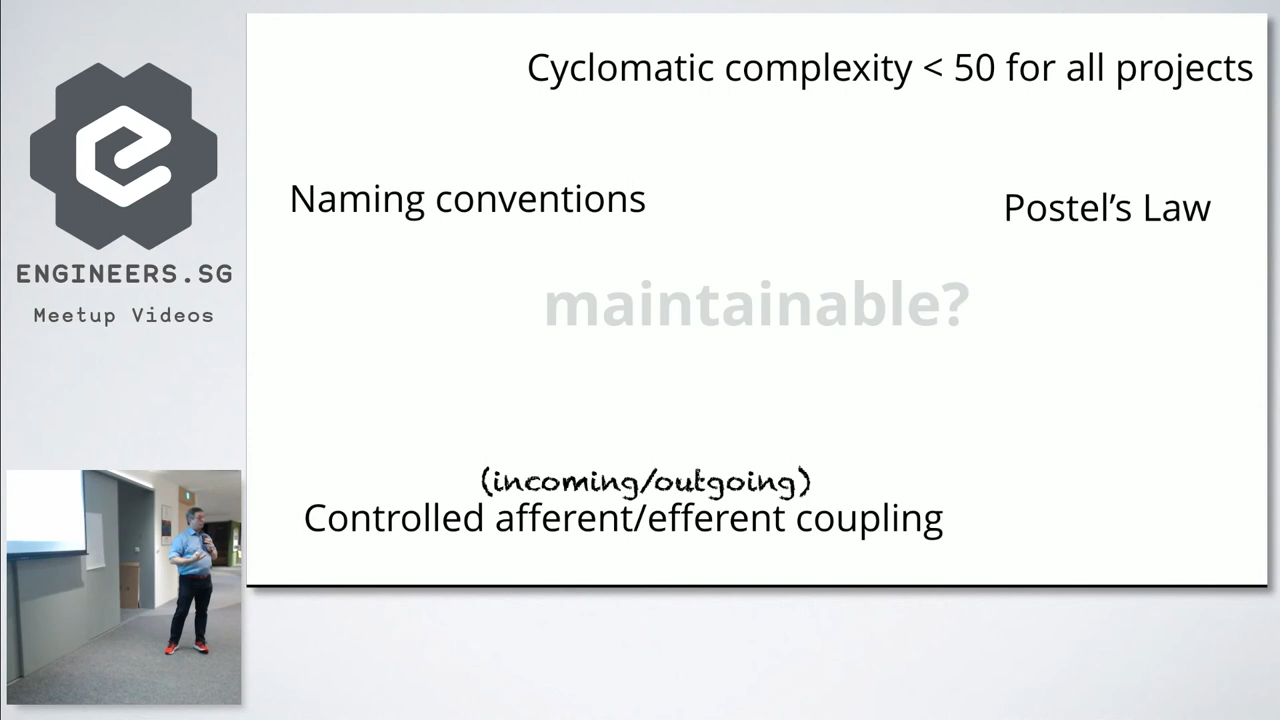 Cyclomatic complexity < 50 for all projects
Naming conventions
Postel’s Law
maintainable?
(incoming/outgoing)
Controlled afferent/efferent coupling
ENGINEERS.SG
Meetup Videos